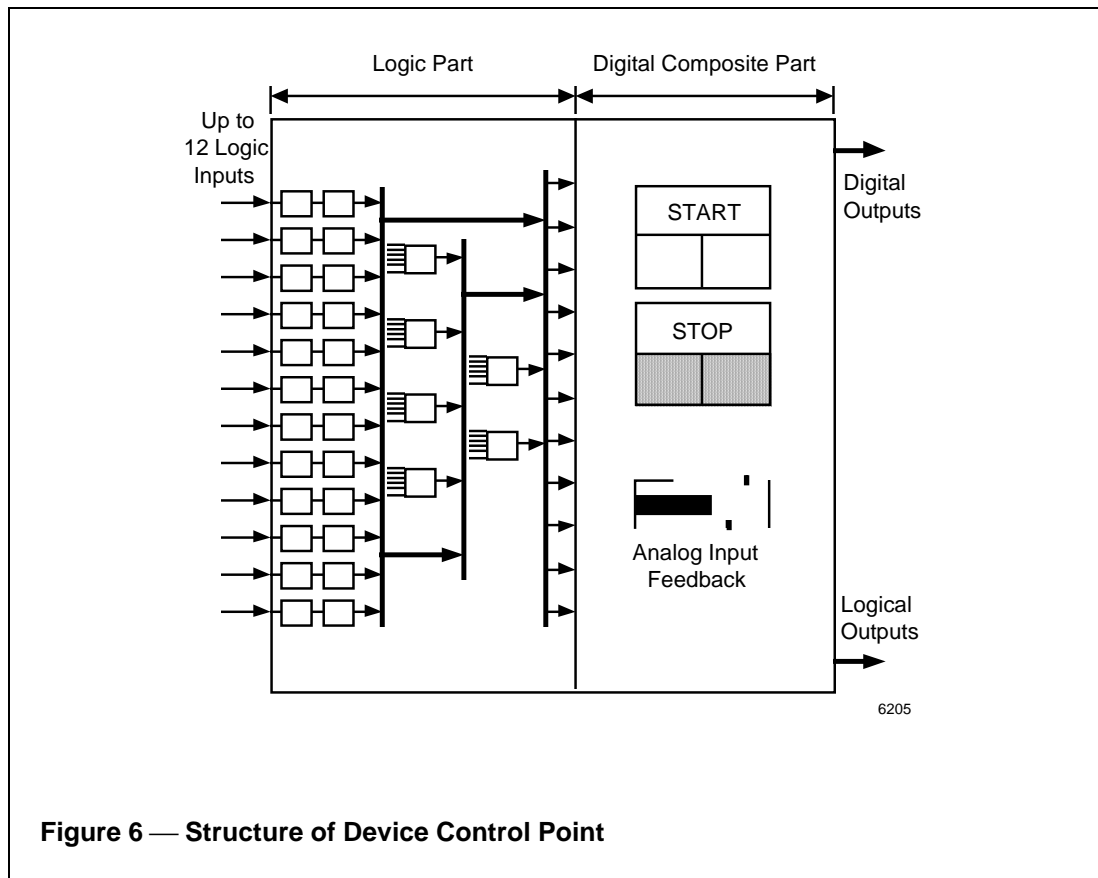 Logic Part
Digital Composite Part
Up to
12 Logic
Inputs
START
STOP
Analog Input
Feedback
Digital
Outputs
Logical
Outputs
6205
Figure 6 — Structure of Device Control Point